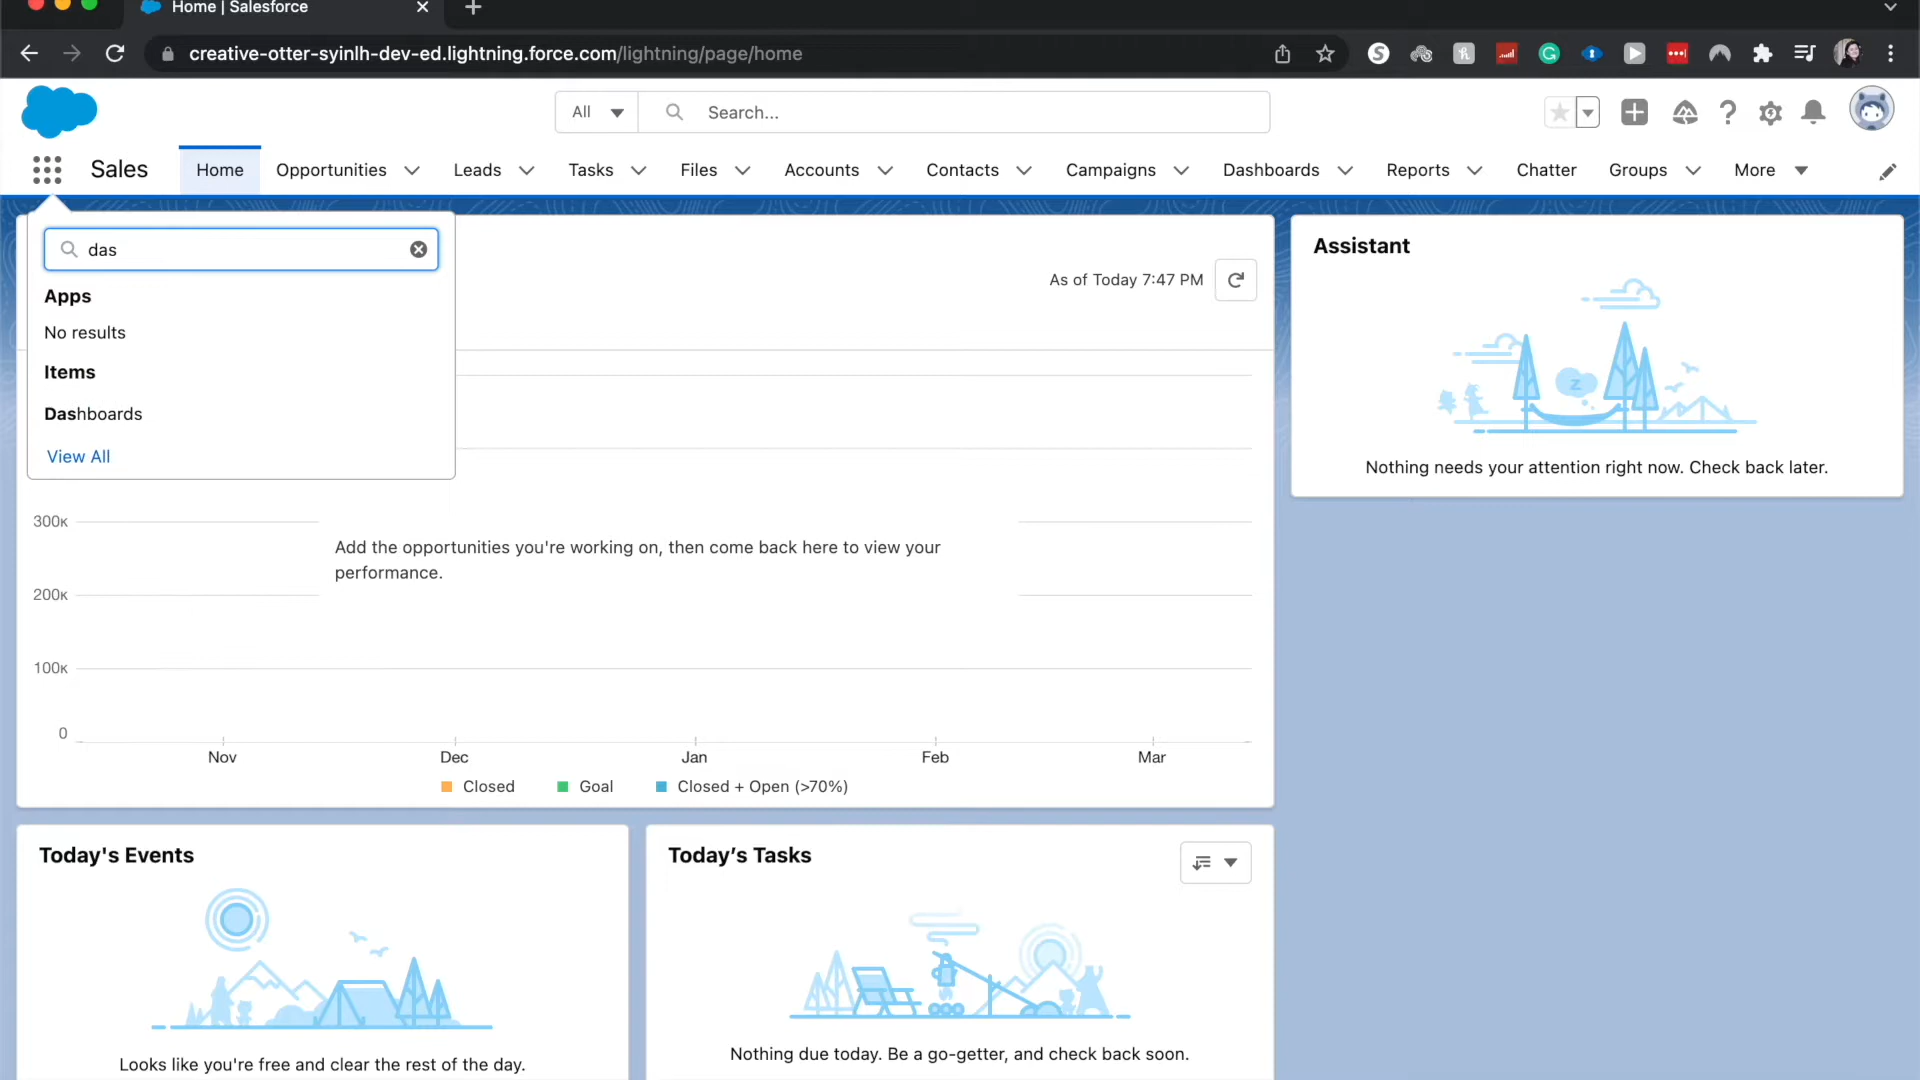 Home | Salesforce
creative-otter-syinlh-dev-ed.lightning.force.com/lightning/page/home
All
Search...
Sales
Home
Opportunities
Leads
Tasks
Files
Accounts
Contacts
Campaigns
Dashboards
Reports
Chatter
Groups
More
das
Apps
No results
Items
Dashboards
View All
As of Today 7:47 PM
Assistant
Nothing needs your attention right now. Check back later.
300K
200K
100K
0
Add the opportunities you're working on, then come back here to view your
performance.
Nov
Dec
Jan
Feb
Mar
Closed
Goal
Closed + Open (>70%)
Today's Events
Looks like you're free and clear the rest of the day.
Today’s Tasks
Nothing due today. Be a go-getter, and check back soon.